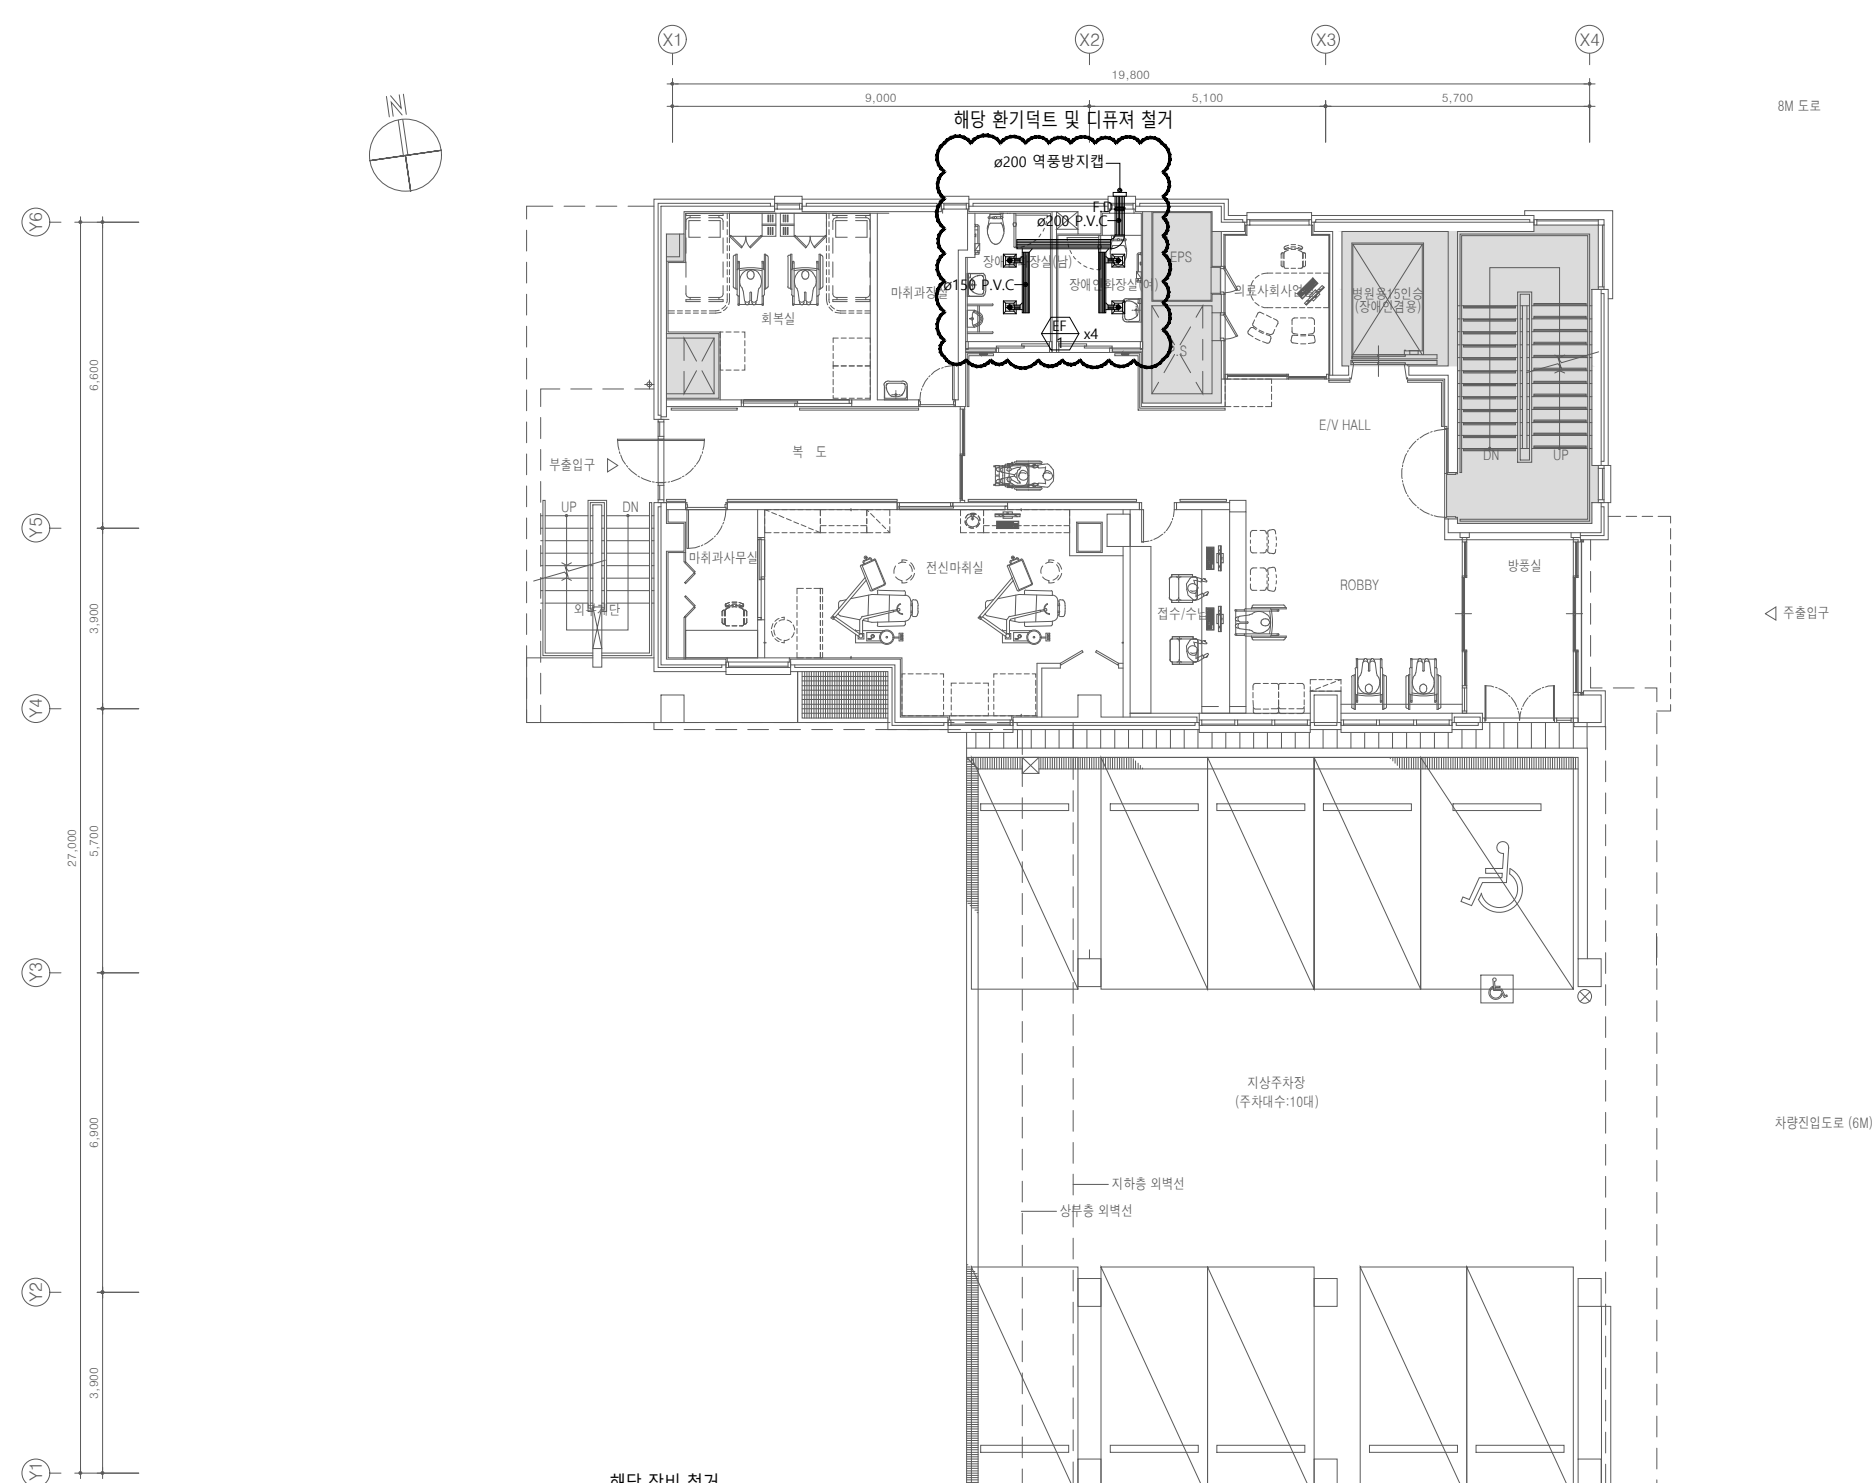 X1
X2
X3
X4
19,800
9,000
5,100
5,700
8M 도로
N
해당 환기덕트 및 디퓨져 철거
ø200 역풍방지캡
F.D
ø200 P.V.C
Y6
EPS
ø150 P.V.C
마취과장실
의료사회사업
병원용15인승
(장애인겸용)
회복실
EF
1
x4
6,600
E/V HALL
복 도
부출입구
DN
UP
UP
DN
Y5
마취과사무실
전신마취실
방풍실
ROBBY
외부계단
접수/수납
주출입구
3,900
Y4
27,000
5,700
Y3
지상주차장
(주차대수:10대)
차량진입도로 (6M)
6,900
지하층 외벽선
상부층 외벽선
Y2
3,900
Y1
해당 장비 철거